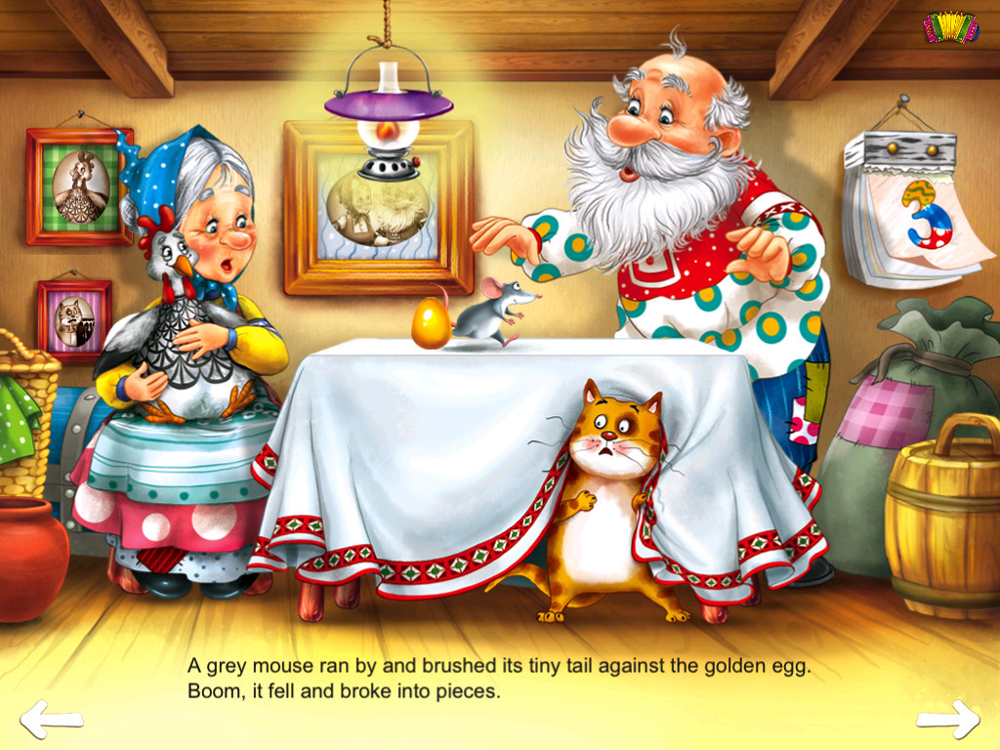 3
A grey mouse ran by and brushed its tiny tail against the golden egg.
Boom, it fell and broke into pieces.